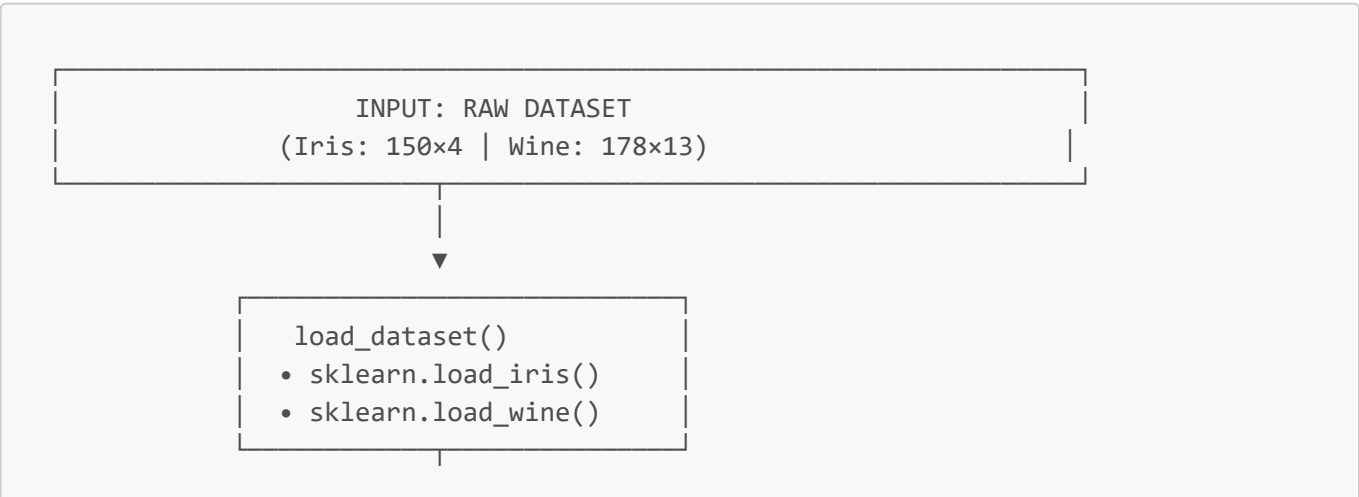 INPUT: RAW DATASET
(Iris: 150×4 | Wine: 178×13)
load_dataset()
• sklearn.load_iris()
• sklearn.load_wine()